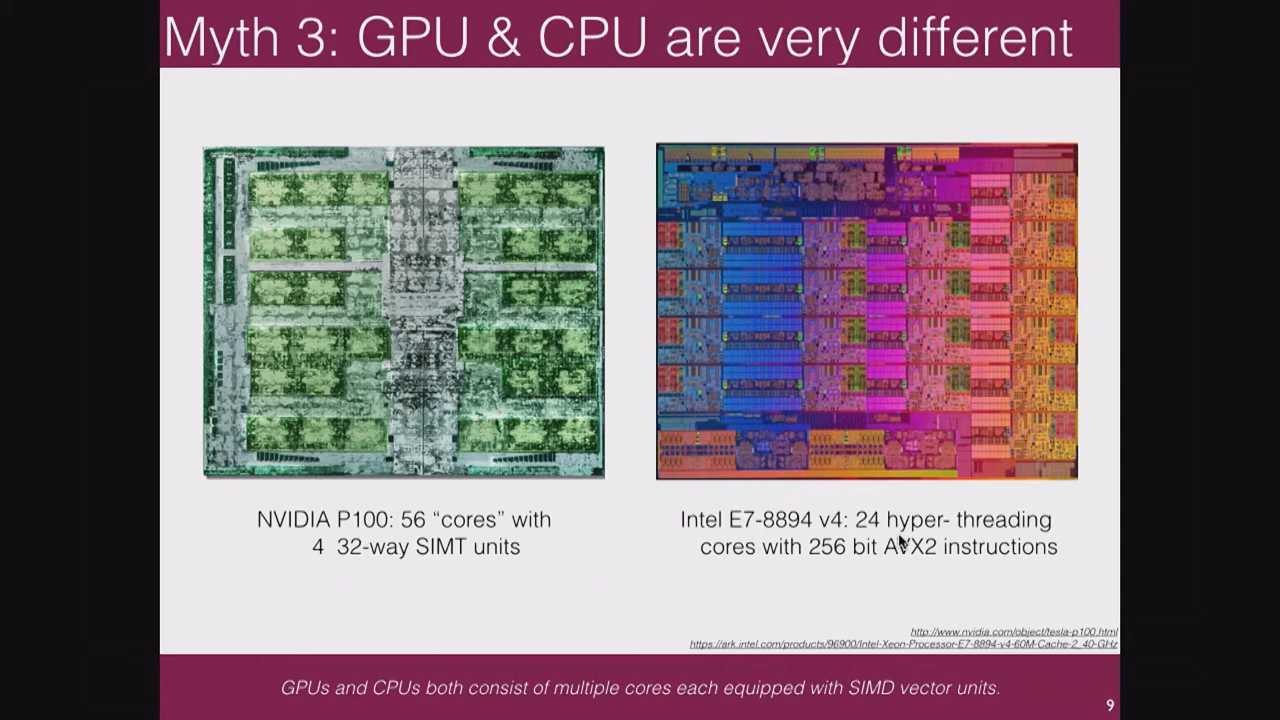 Myth 3: GPU & CPU are very different
NVIDIA P100: 56 “cores” with
4 32-way SIMT units
Intel E7-8894 v4: 24 hyper- threading
cores with 256 bit AVX2 instructions
http://www.nvidia.com/object/tesla-p100.html
https://ark.intel.com/products/96900/Intel-Xeon-Processor-E7-8894-v4-60M-Cache-2_40-GHz
GPUs and CPUs both consist of multiple cores each equipped with SIMD vector units.
9